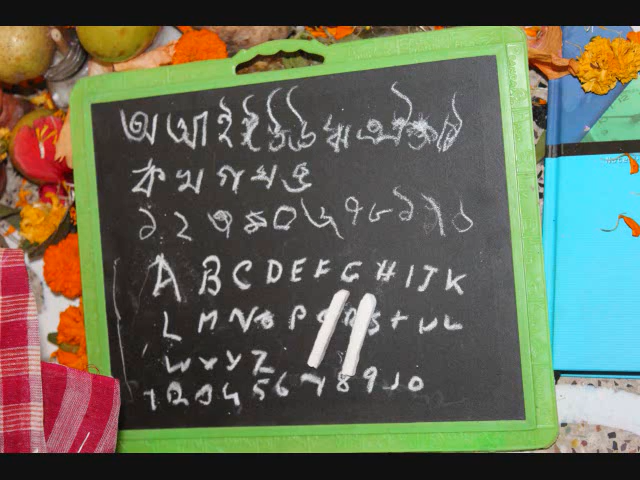 অ আ ই ঈ উ ঊ ঋ এ ঐ ও ঔ
ক খ গ ঘ ঙ
১ ২ ৩ ৪ ৫ ৬ ৭ ৮ ৯ ১০
A B C D E F G H I J K
L M N O P Q R S T U V
W X Y Z
1 2 3 4 5 6 7 8 9 10